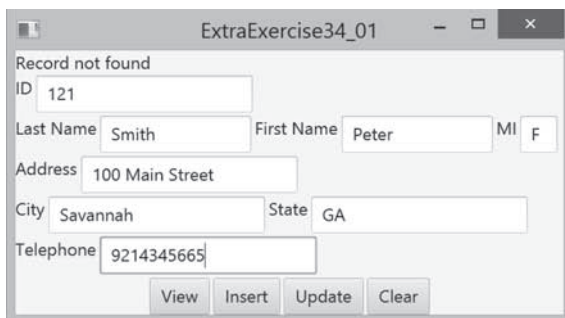 ExtraExercise34_01
Record not found
ID 121
Last Name Smith First Name Peter MI F
Address 100 Main Street
City Savannah State GA
Telephone 9214345665
View Insert Update Clear